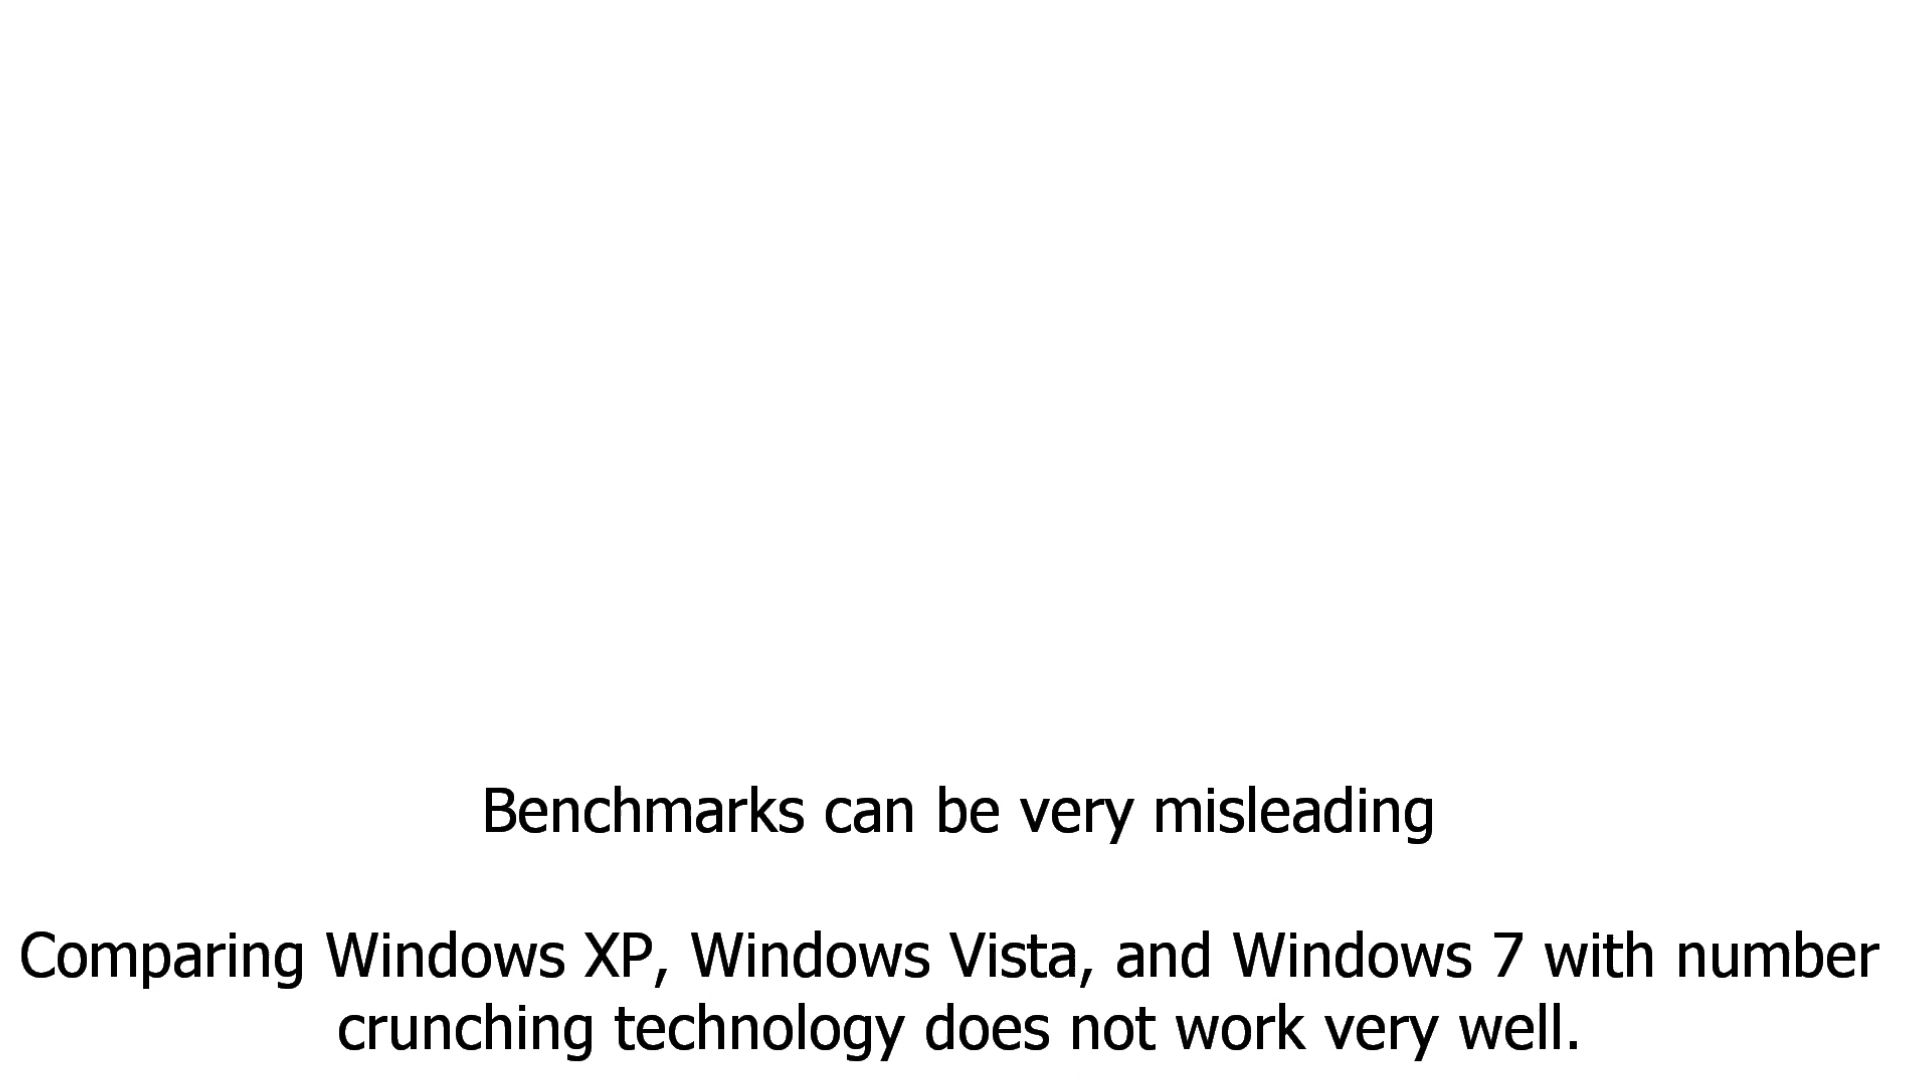 Benchmarks can be very misleading
Comparing Windows XP, Windows Vista, and Windows 7 with number
crunching technology does not work very well.